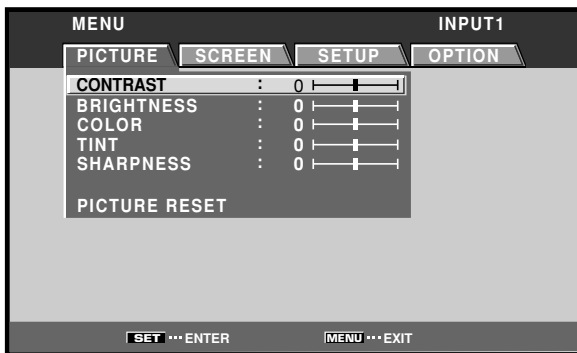 MENU INPUT1
PICTURE SCREEN SETUP OPTION
CONTRAST : 0
BRIGHTNESS : 0
COLOR : 0
TINT : 0
SHARPNESS : 0
PICTURE RESET
SET ··· ENTER MENU ··· EXIT